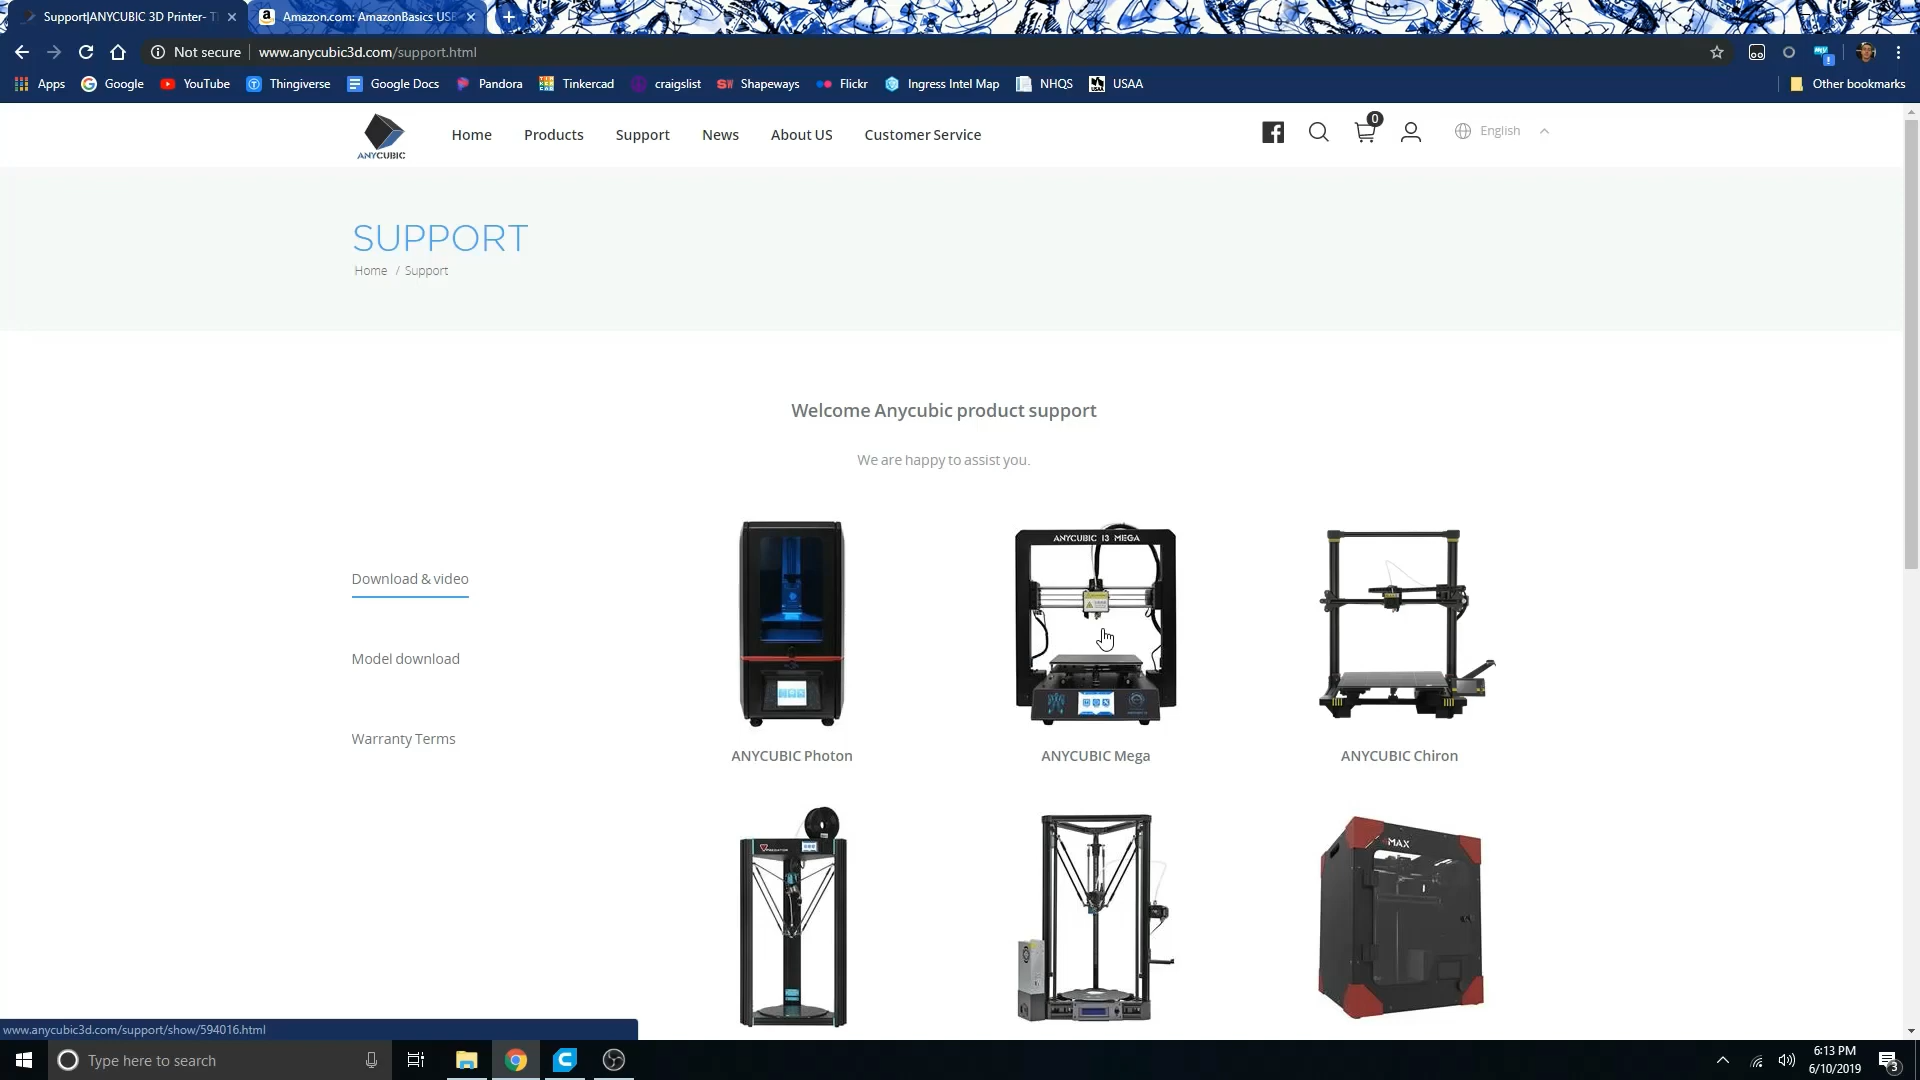 Support|ANYCUBIC 3D Printer- T
Amazon.com: AmazonBasics USB
Not secure
www.anycubic3d.com/support.html
Apps
Google
YouTube
Thingiverse
Google Docs
Pandora
Tinkercad
craigslist
Shapeways
Flickr
Ingress Intel Map
NHQS
USAA
Other bookmarks
ANYCUBIC
Home
Products
Support
News
About US
Customer Service
0
English
SUPPORT
Home / Support
Welcome Anycubic product support
We are happy to assist you.
Download & video
Model download
Warranty Terms
ANYCUBIC I3 MEGA
ANYCUBIC Photon
ANYCUBIC Mega
ANYCUBIC Chiron
PREDATOR
MAX
www.anycubic3d.com/support/show/594016.html
Type here to search
6:13 PM
6/10/2019
3